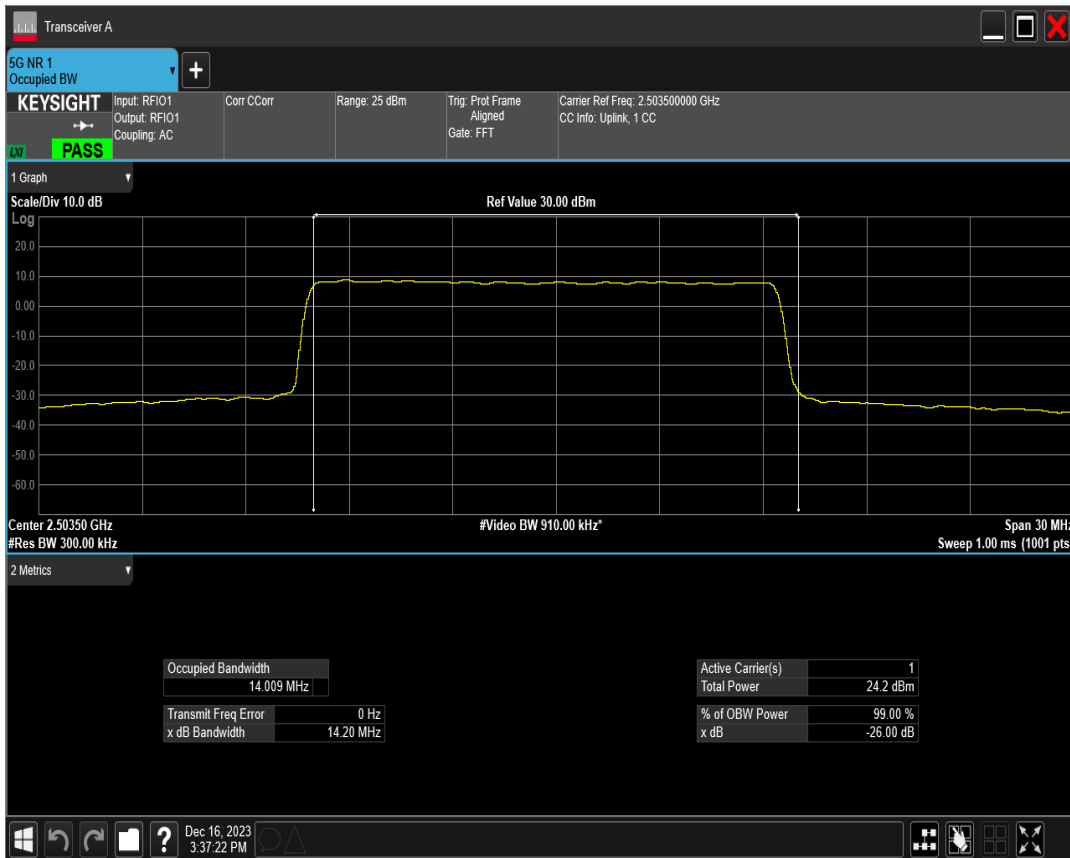 Transceiver A
5G NR 1
Occupied BW
KEYSIGHT
LXI
PASS
Input: RFIO1
Output: RFIO1
Coupling: AC
Corr CCorr
Range: 25 dBm
Trig: Prot Frame
Aligned
Gate: FFT
Carrier Ref Freq: 2.503500000 GHz
CC Info: Uplink, 1 CC
1 Graph
Scale/Div 10.0 dB
Ref Value 30.00 dBm
Log
20.0
10.0
0.00
-10.0
-20.0
-30.0
-40.0
-50.0
-60.0
Center 2.50350 GHz
#Video BW 910.00 kHz*
Span 30 MHz
#Res BW 300.00 kHz
Sweep 1.00 ms (1001 pts
2 Metrics
Occupied Bandwidth
14.009 MHz
Transmit Freq Error 0 Hz
x dB Bandwidth 14.20 MHz
Active Carrier(s) 1
Total Power 24.2 dBm
% of OBW Power 99.00 %
x dB -26.00 dB
Dec 16, 2023
3:37:22 PM